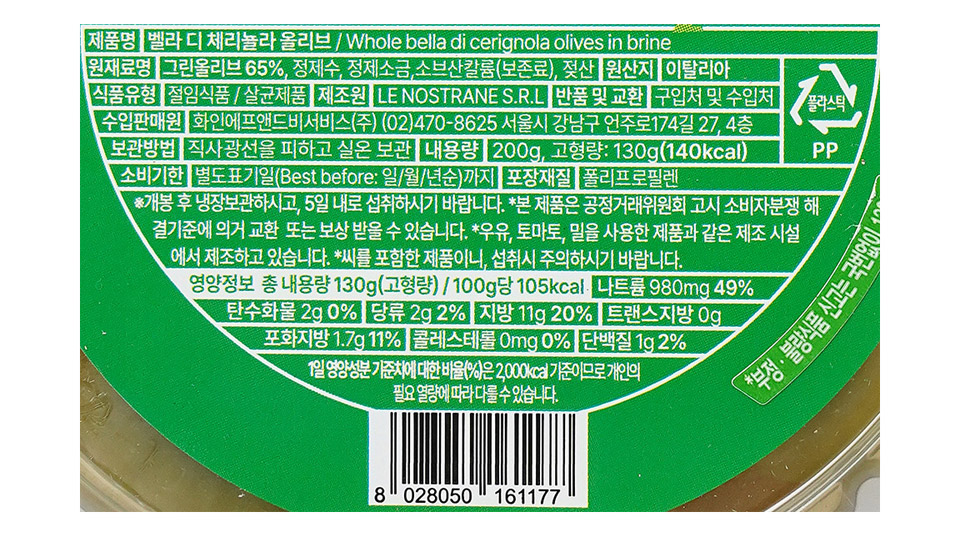 제품명 벨라 디 체리뇰라 올리브 / Whole bella di cerignola olives in brine
원재료명 그린올리브 65%, 정제수, 정제소금,소브산칼륨(보존료), 젖산 원산지 이탈리아
식품유형 절임식품 / 살균제품 제조원 LE NOSTRANE S.R.L 반품 및 교환 구입처 및 수입처
수입판매원 화인에프앤드비서비스(주) (02)470-8625 서울시 강남구 언주로174길 27, 4층
보관방법 직사광선을 피하고 실온 보관 내용량 200g, 고형량: 130g(140kcal)
소비기한 별도표기일(Best before: 일/월/년순)까지 포장재질 폴리프로필렌
플라스틱
PP
※개봉 후 냉장보관하시고, 5일 내로 섭취하시기 바랍니다. *본 제품은 공정거래위원회 고시 소비자분쟁 해
결기준에 의거 교환 또는 보상 받을 수 있습니다. *우유, 토마토, 밀을 사용한 제품과 같은 제조 시설
에서 제조하고 있습니다. *씨를 포함한 제품이니, 섭취시 주의하시기 바랍니다.
영양정보 총 내용량 130g(고형량) / 100g당 105kcal 나트륨 980mg 49%
탄수화물 2g 0% 당류 2g 2% 지방 11g 20% 트랜스지방 0g
포화지방 1.7g 11% 콜레스테롤 0mg 0% 단백질 1g 2%
1일 영양성분 기준치에 대한 비율(%)은 2,000kcal 기준이므로 개인의
필요 열량에 따라 다를 수 있습니다.
*부정·불량식품 신고는 국번없이
8 028050 161177